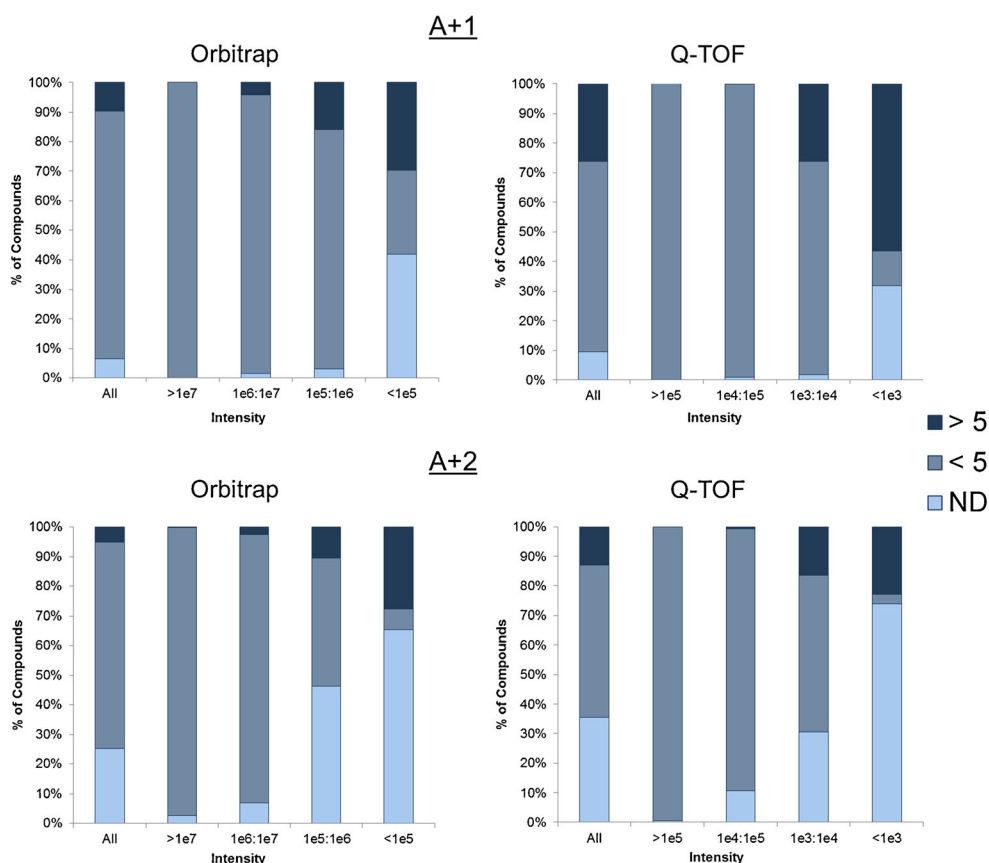 A+1
Orbitrap
Q-TOF
% of Compounds
100%
90%
80%
70%
60%
50%
40%
30%
20%
10%
0%
All >1e7 1e6:1e7 1e5:1e6 <1e5
Intensity
% of Compounds
100%
90%
80%
70%
60%
50%
40%
30%
20%
10%
0%
All >1e5 1e4:1e5 1e3:1e4 <1e3
Intensity
> 5
< 5
ND
A+2
Orbitrap
Q-TOF
% of Compounds
100%
90%
80%
70%
60%
50%
40%
30%
20%
10%
0%
All >1e7 1e6:1e7 1e5:1e6 <1e5
Intensity
% of Compounds
100%
90%
80%
70%
60%
50%
40%
30%
20%
10%
0%
All >1e5 1e4:1e5 1e3:1e4 <1e3
Intensity